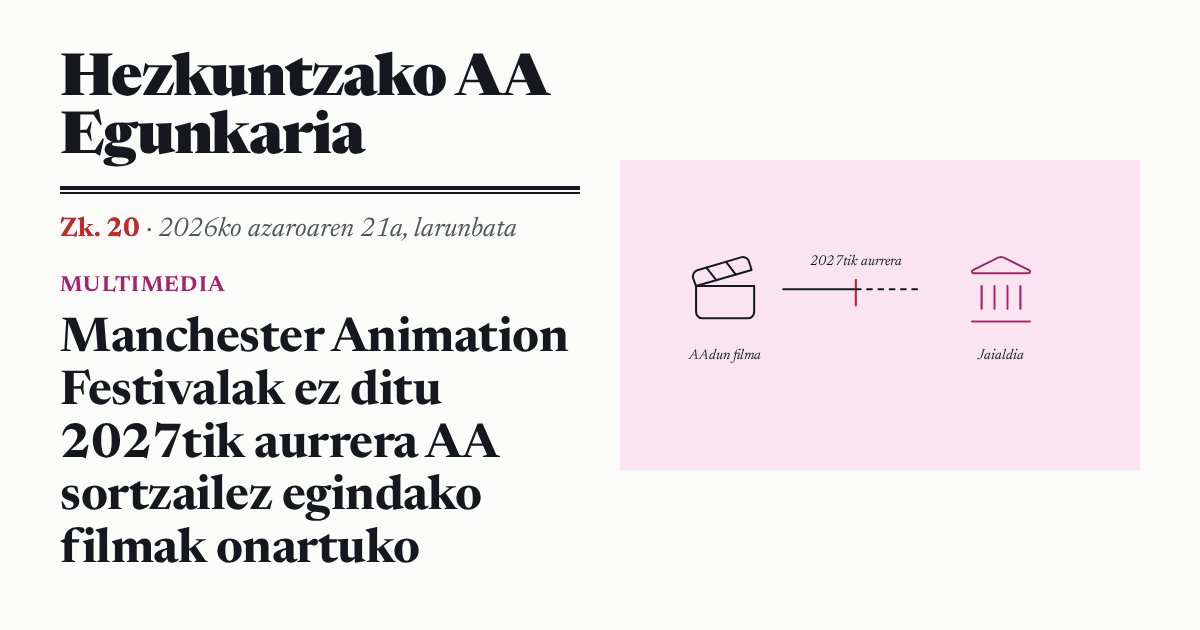 Hezkuntzako AA
Egunkaria
Zk. 20 · 2026ko azaroaren 21a, larunbata
MULTIMEDIA
Manchester Animation
Festivalak ez ditu
2027tik aurrera AA
sortzailez egindako
filmak onartuko
2027tik aurrera
AAdun filma
Jaialdia